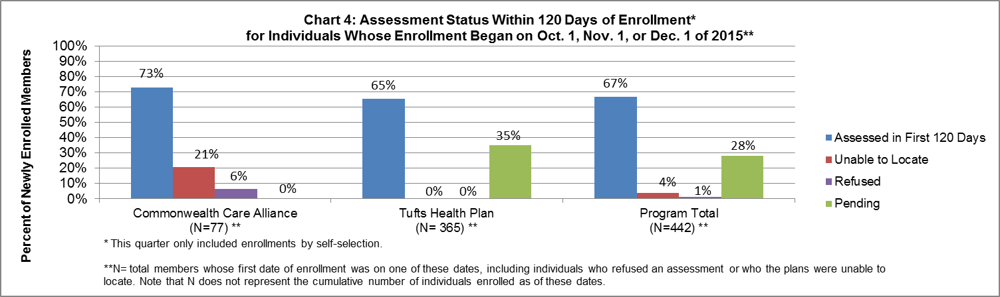 Chart 4: Assessment Status Within 120 Days of Enrollment*
for Individuals Whose Enrollment Began on Oct. 1, Nov. 1, or Dec. 1 of 2015**
Percent of Newly Enrolled Members
100%
90%
80%
70%
60%
50%
40%
30%
20%
10%
0%
73%
21%
6%
0%
65%
0%
0%
35%
67%
4%
1%
28%
Commonwealth Care Alliance
(N=77) **
Tufts Health Plan
(N= 365) **
Program Total
(N=442) **
Assessed in First 120 Days
Unable to Locate
Refused
Pending
* This quarter only included enrollments by self-selection.
**N= total members whose first date of enrollment was on one of these dates, including individuals who refused an assessment or who the plans were unable to
locate. Note that N does not represent the cumulative number of individuals enrolled as of these dates.